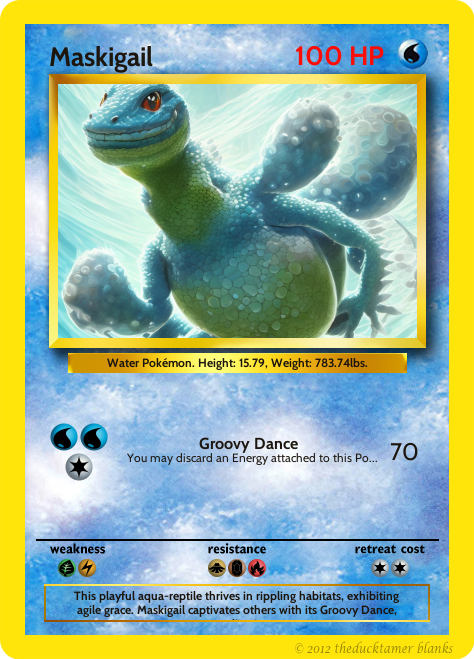 Maskigail
100 HP
Water Pokémon. Height: 15.79, Weight: 783.74lbs.
Groovy Dance
You may discard an Energy attached to this Po...
70
weakness
resistance
retreat cost
This playful aqua-reptile thrives in rippling habitats, exhibiting
agile grace. Maskigail captivates others with its Groovy Dance,
© 2012 theducktamer blanks